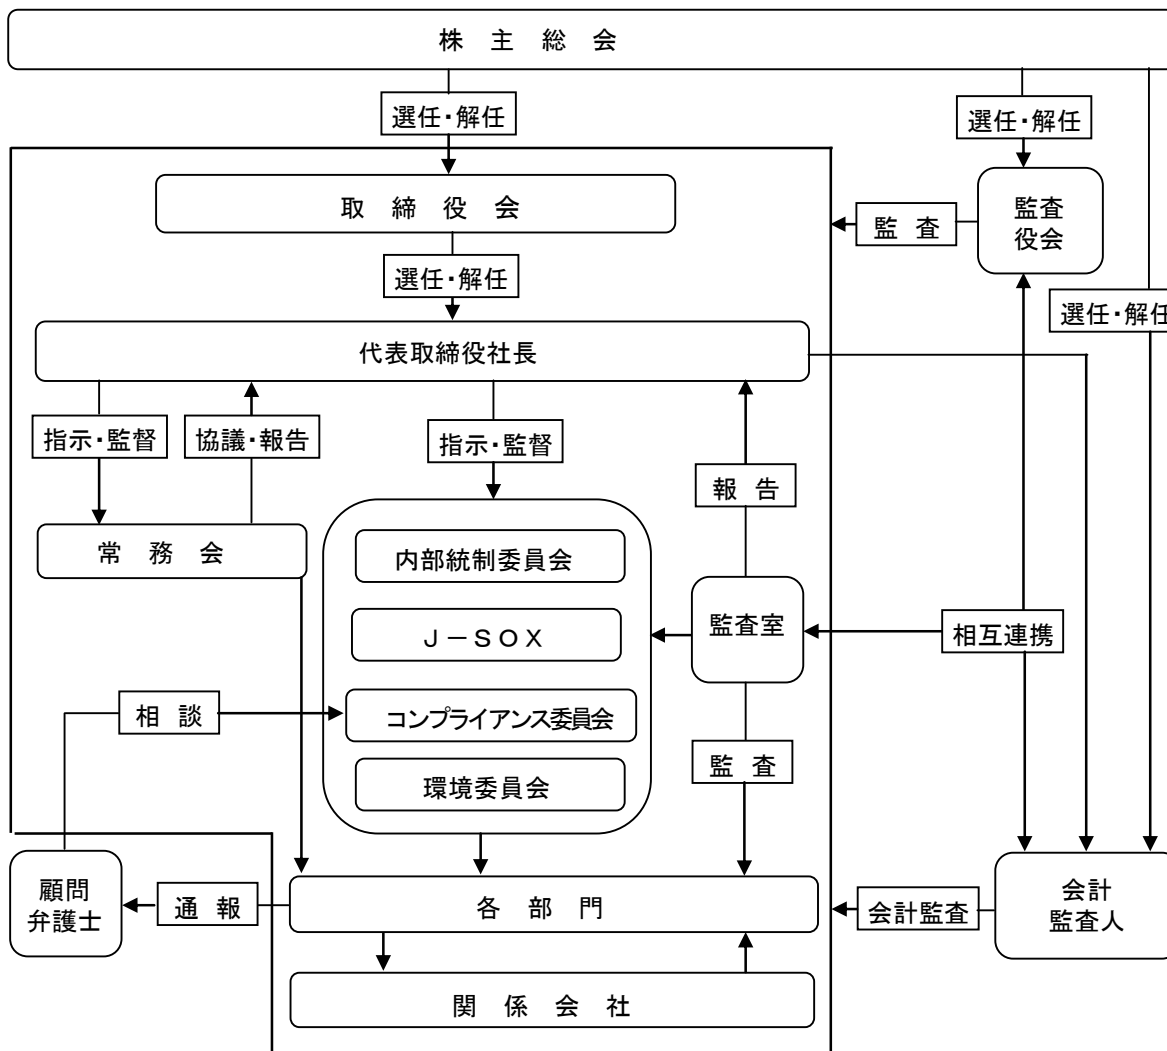 株 主 総 会
選任・解任
選任・解任
取 締 役 会
監 査
監査
役会
選任・解任
選任・解任
代表取締役社長
指示・監督
協議・報告
指示・監督
報 告
常 務 会
内部統制委員会
J－SOX
監査室
相互連携
相 談
コンプライアンス委員会
監 査
環境委員会
顧問
弁護士
通 報
各 部 門
会計監査
会計
監査人
関 係 会 社